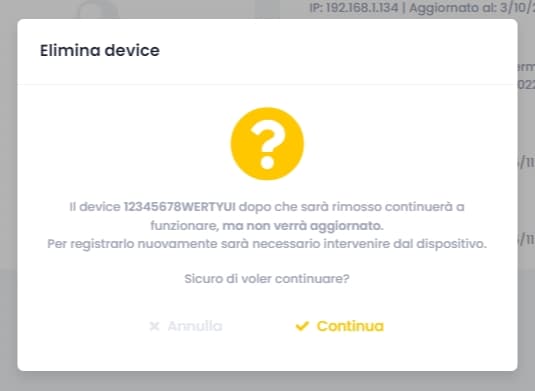 IP: 192.168.1.134 | Aggiornato al: 3/10/
Elimina device
Il device 12345678WERTYUI dopo che sarà rimosso continuerà a
funzionare, ma non verrà aggiornato.
Per registrarlo nuovamente sarà necessario intervenire dal dispositivo.
Sicuro di voler continuare?
Annulla
Continua